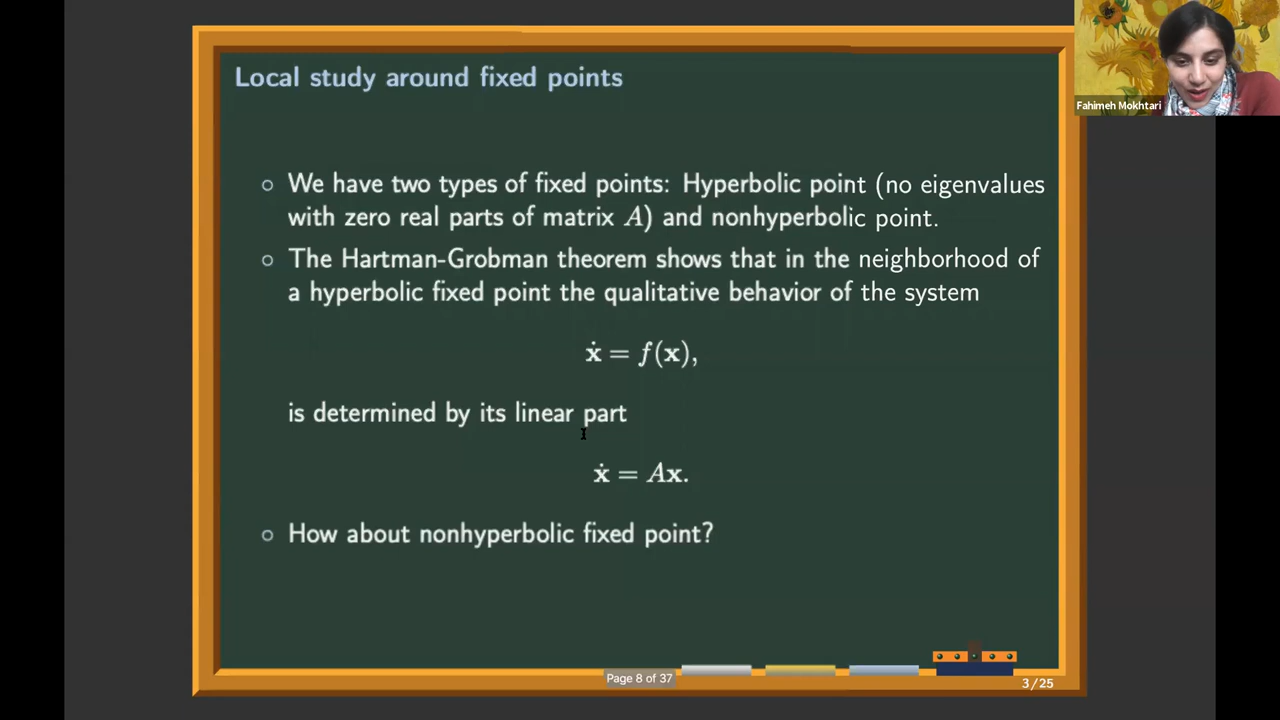 Local study around fixed points
Fahimeh Mokhtari
We have two types of fixed points: Hyperbolic point (no eigenvalues
with zero real parts of matrix A) and nonhyperbolic point.
The Hartman-Grobman theorem shows that in the neighborhood of
a hyperbolic fixed point the qualitative behavior of the system
ẋ = f(x),
is determined by its linear part
ẋ = Ax.
How about nonhyperbolic fixed point?
Page 8 of 37
3/25